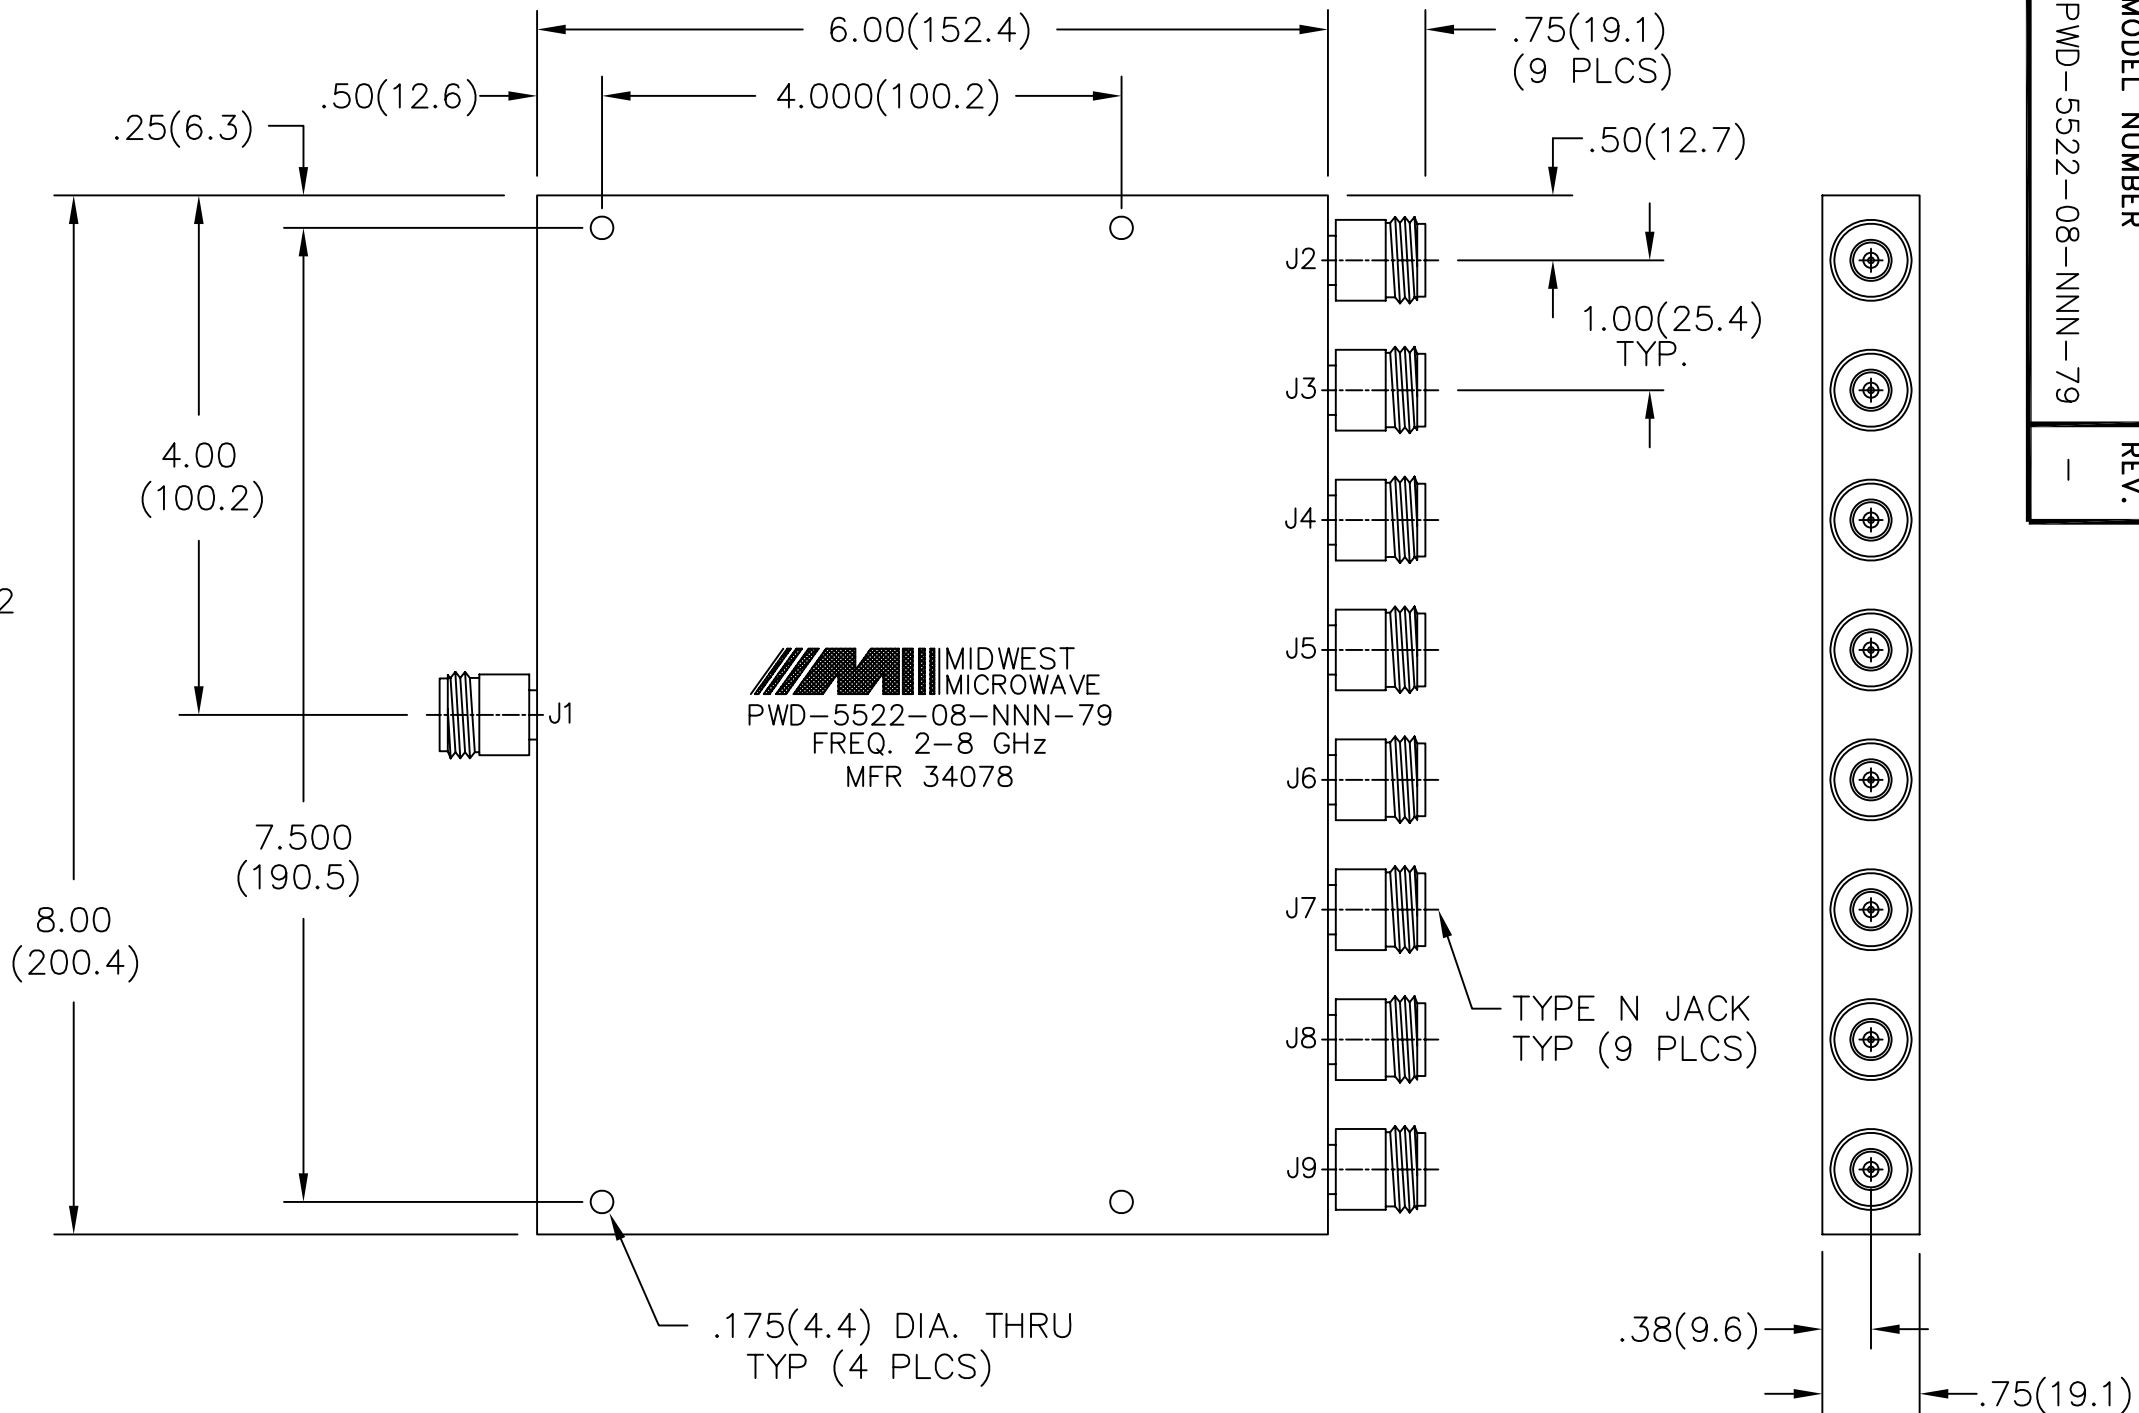 6.00(152.4)
.75(19.1)
(9 PLCS)
.50(12.6)
4.000(100.2)
.25(6.3)
.50(12.7)
MODEL NUMBER
PWD-5522-08-NNN-79
REV.
-
J2
1.00(25.4)
TYP.
J3
4.00
(100.2)
J4
2
J5
MIDWEST
MICROWAVE
J1
PWD-5522-08-NNN-79
FREQ. 2-8 GHz
MFR 34078
J6
7.500
(190.5)
8.00
(200.4)
J7
TYPE N JACK
TYP (9 PLCS)
J8
J9
.175(4.4) DIA. THRU
TYP (4 PLCS)
.38(9.6)
.75(19.1)